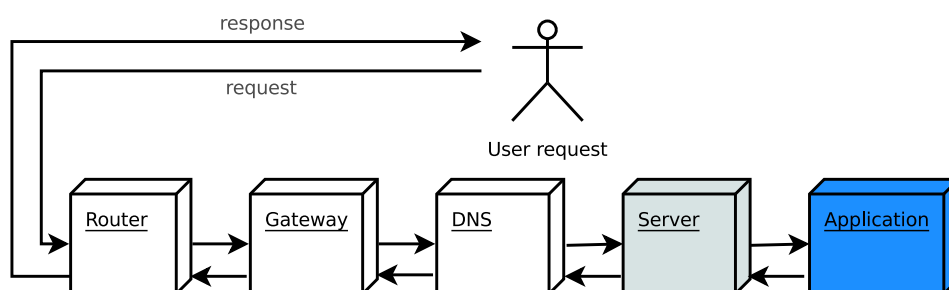 response
request
User request
Router
Gateway
DNS
Server
Application